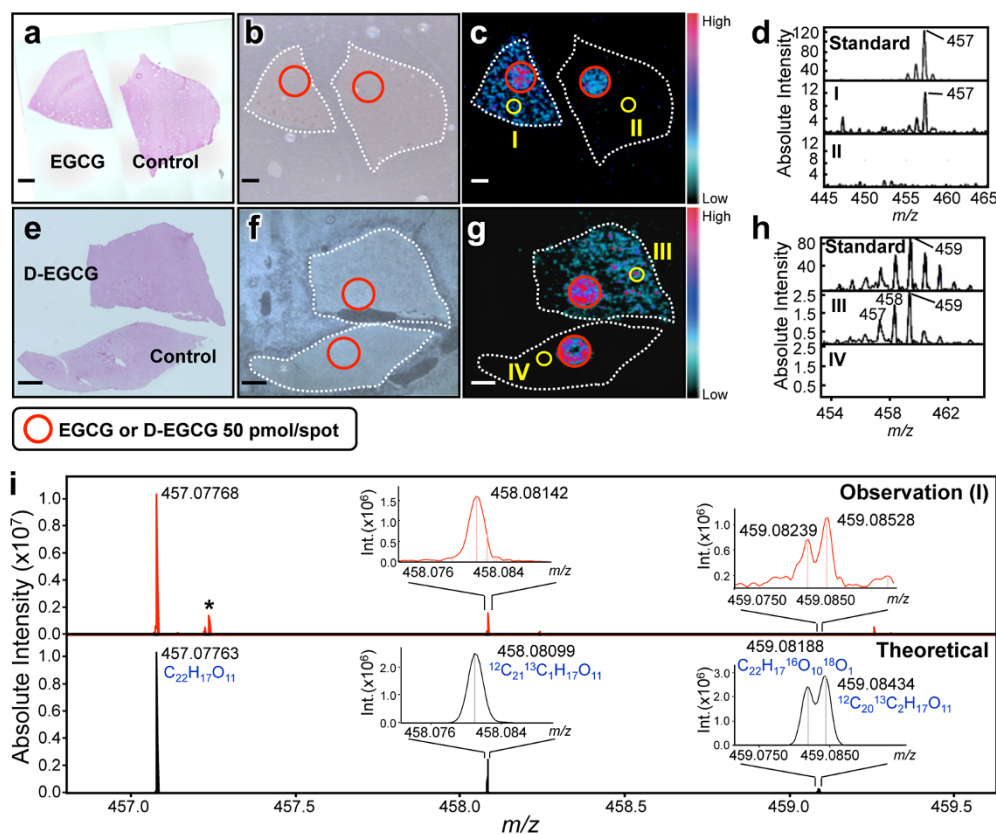 a
EGCG
Control
b
c
I
II
High
Low
d
Absolute Intensity
120
80
40
Standard
457
12
8
4
I
457
12
8
4
II
445 450 455 460 465
m/z
e
D-EGCG
Control
f
g
III
IV
High
Low
h
Absolute Intensity
80
40
Standard
459
2.5
1.5
0.5
III
457
458
459
2.5
1.5
0.5
IV
454 458 462
m/z
EGCG or D-EGCG 50 pmol/spot
i
Absolute Intensity (x10⁷)
1.0
0.8
0.6
0.4
0.2
0.0
457.07768
*
Int.(x10⁶)
1.5
1.0
0.5
0.0
458.08142
458.076 458.084 m/z
Observation (I)
Int.(x10⁶)
1.0
0.5
0.0
459.08239
459.08528
459.0750 459.0850 m/z
1.0
0.8
0.6
0.4
0.2
0.0
457.07763
C₂₂H₁₇O₁₁
Int.(x10⁶)
2.0
1.0
0.0
458.08099
¹²C₂₁¹³C₁H₁₇O₁₁
458.076 458.084 m/z
Theoretical
459.08188
C₂₂H₁₇¹⁶O₁₀¹⁸O₁
Int.(x10⁶)
3.0
2.0
1.0
0.0
459.08434
¹²C₂₀¹³C₂H₁₇O₁₁
459.0750 459.0850 m/z
457.0 457.5 458.0 458.5 459.0 459.5
m/z